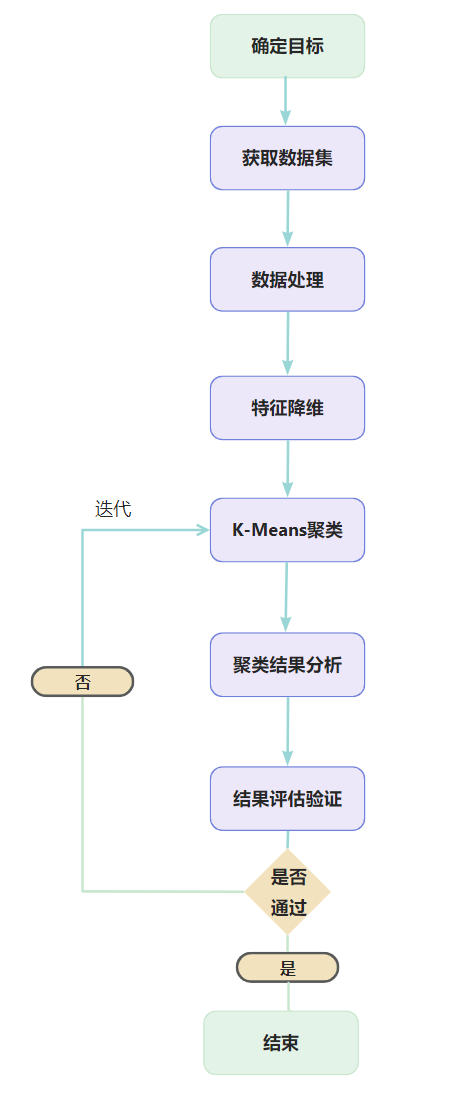 确定目标
获取数据集
数据处理
特征降维
迭代
K-Means聚类
聚类结果分析
否
结果评估验证
是否
通过
是
结束